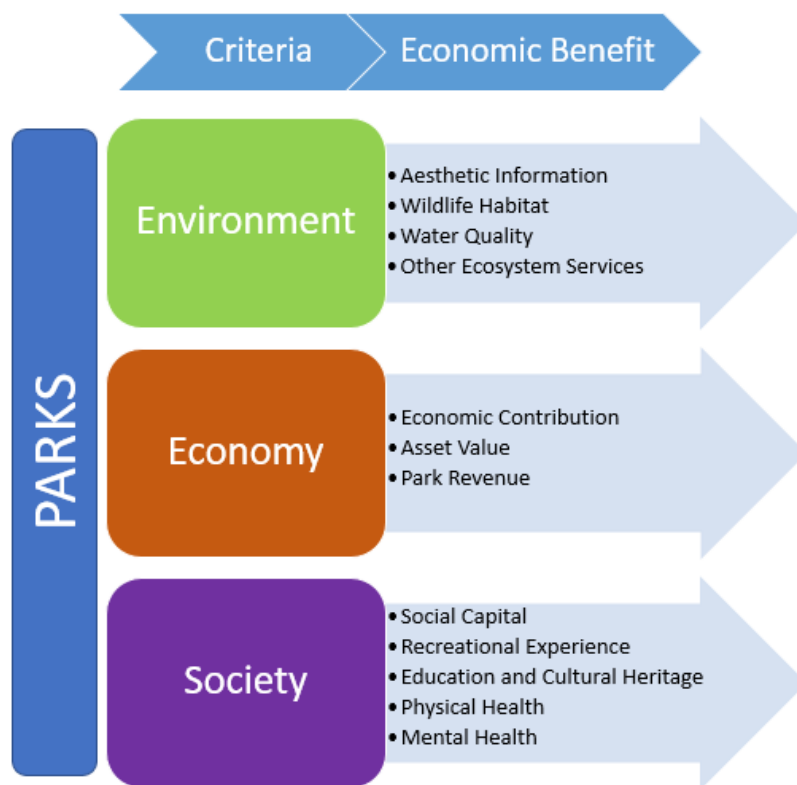 Criteria
Economic Benefit
PARKS
Environment
• Aesthetic Information
• Wildlife Habitat
• Water Quality
• Other Ecosystem Services
Economy
• Economic Contribution
• Asset Value
• Park Revenue
Society
• Social Capital
• Recreational Experience
• Education and Cultural Heritage
• Physical Health
• Mental Health